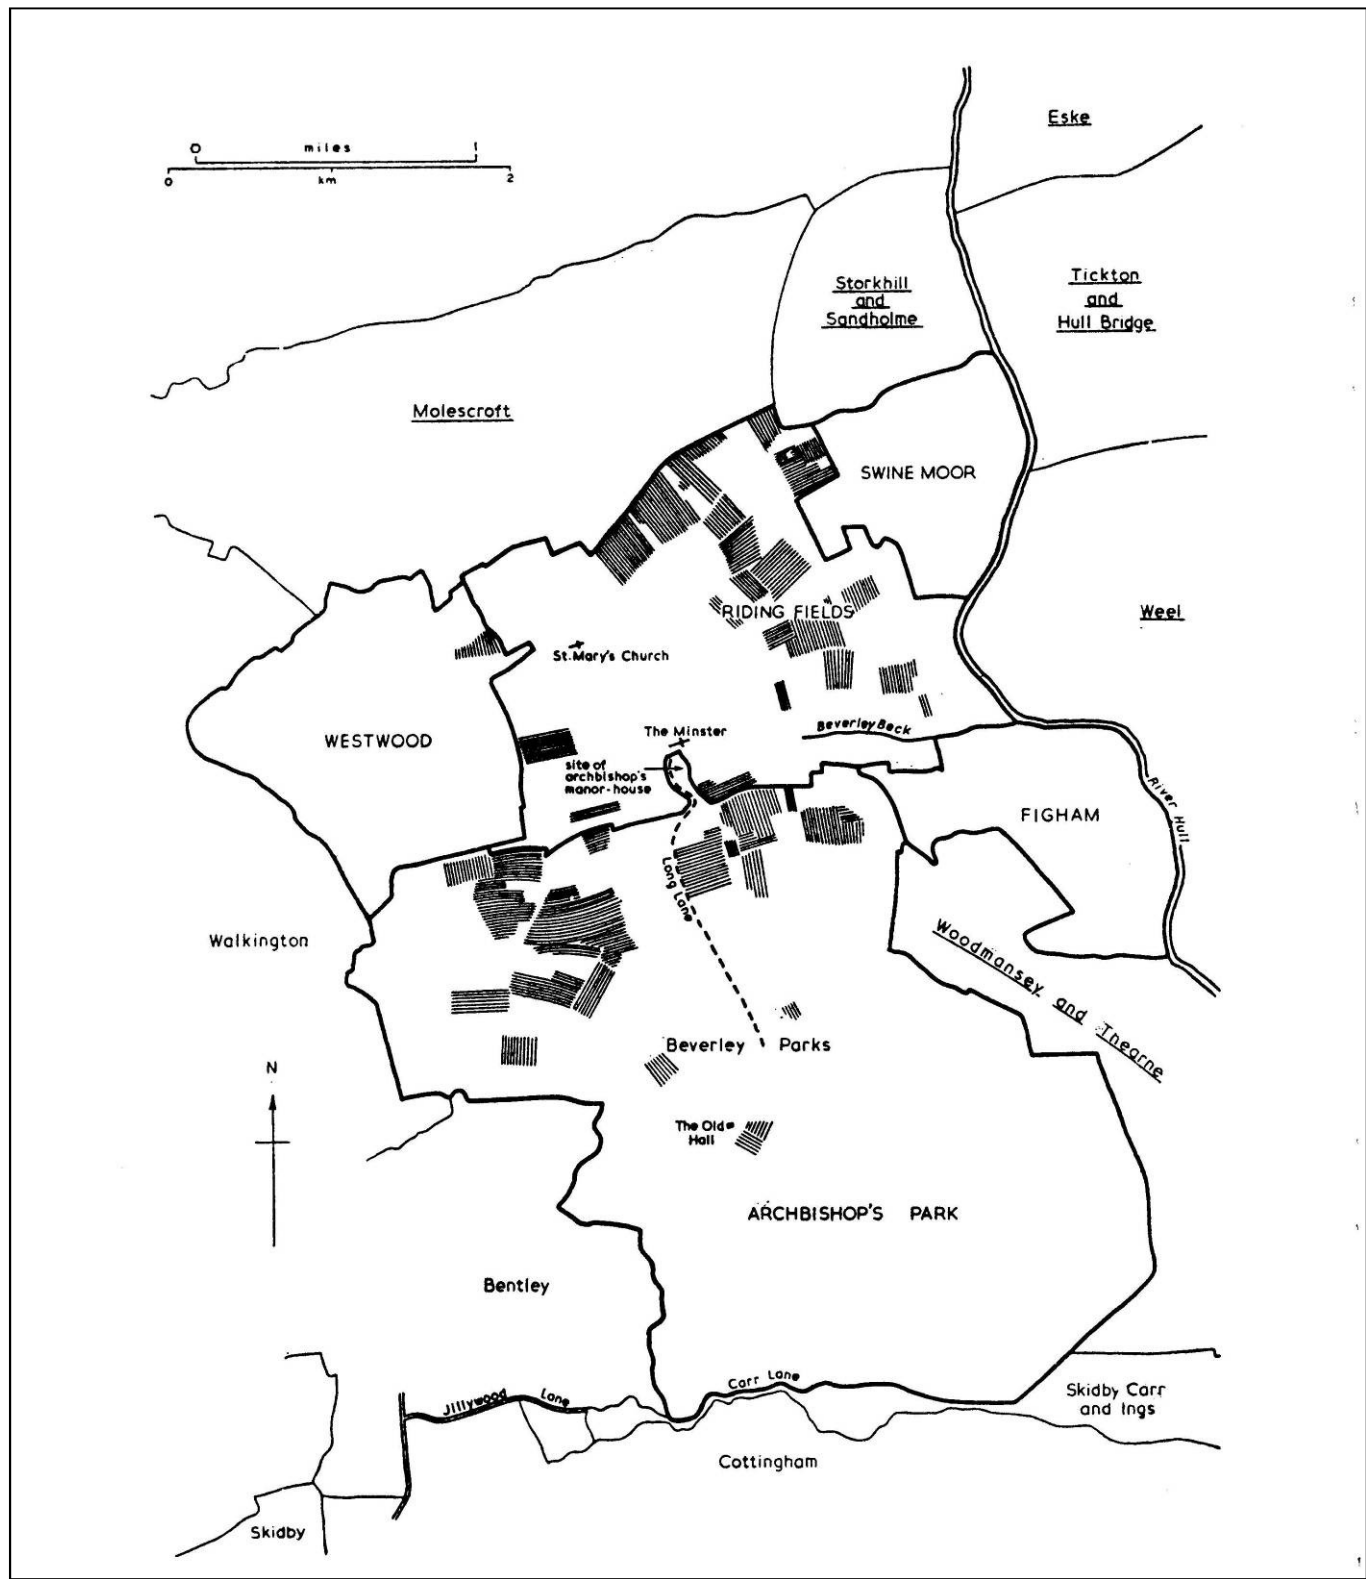 Eske
0 miles 1
0 km 2
Storkhill
and
Sandholme
Tickton
and
Hull Bridge
Molescroft
SWINE MOOR
RIDING FIELDS
Weel
St. Mary's Church
WESTWOOD
The Minster
Beverley Beck
site of
archbishop's
manor-house
River Hull
FIGHAM
Long Lane
Walkington
Woodmansey and Thearne
Beverley Parks
N
The Old
Hall
ARCHBISHOP'S PARK
Bentley
Carr Lane
Jillywood Lane
Skidby Carr
and Ings
Cottingham
Skidby